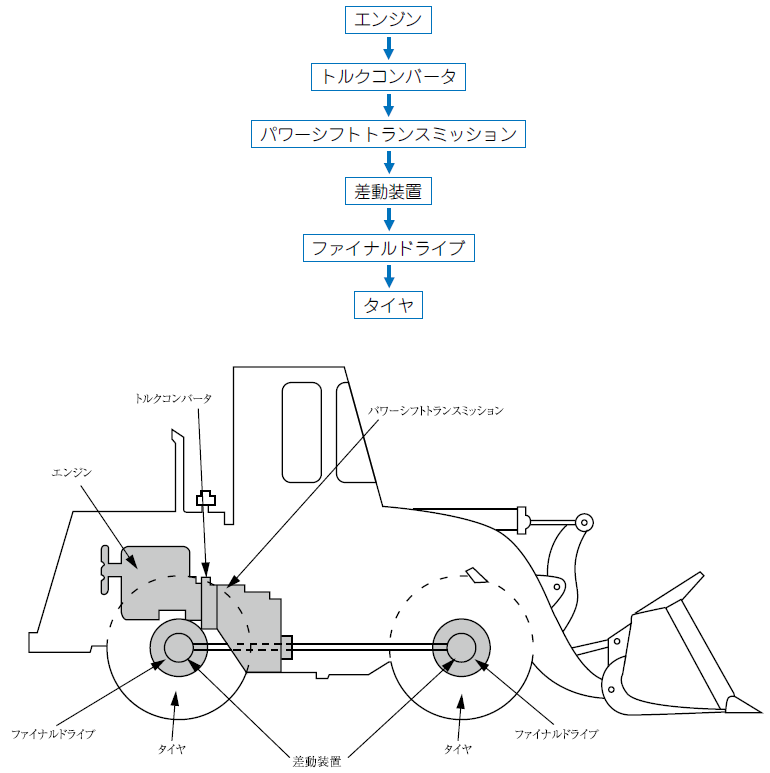 エンジン
トルクコンバータ
パワーシフトトランスミッション
差動装置
ファイナルドライブ
タイヤ
トルクコンバータ
パワーシフトトランスミッション
エンジン
ファイナルドライブ
タイヤ
差動装置
タイヤ
ファイナルドライブ